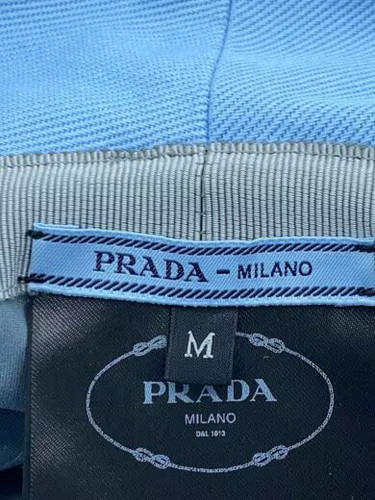 PRADA - MILANO
M
PRADA
MILANO
DAL 1913